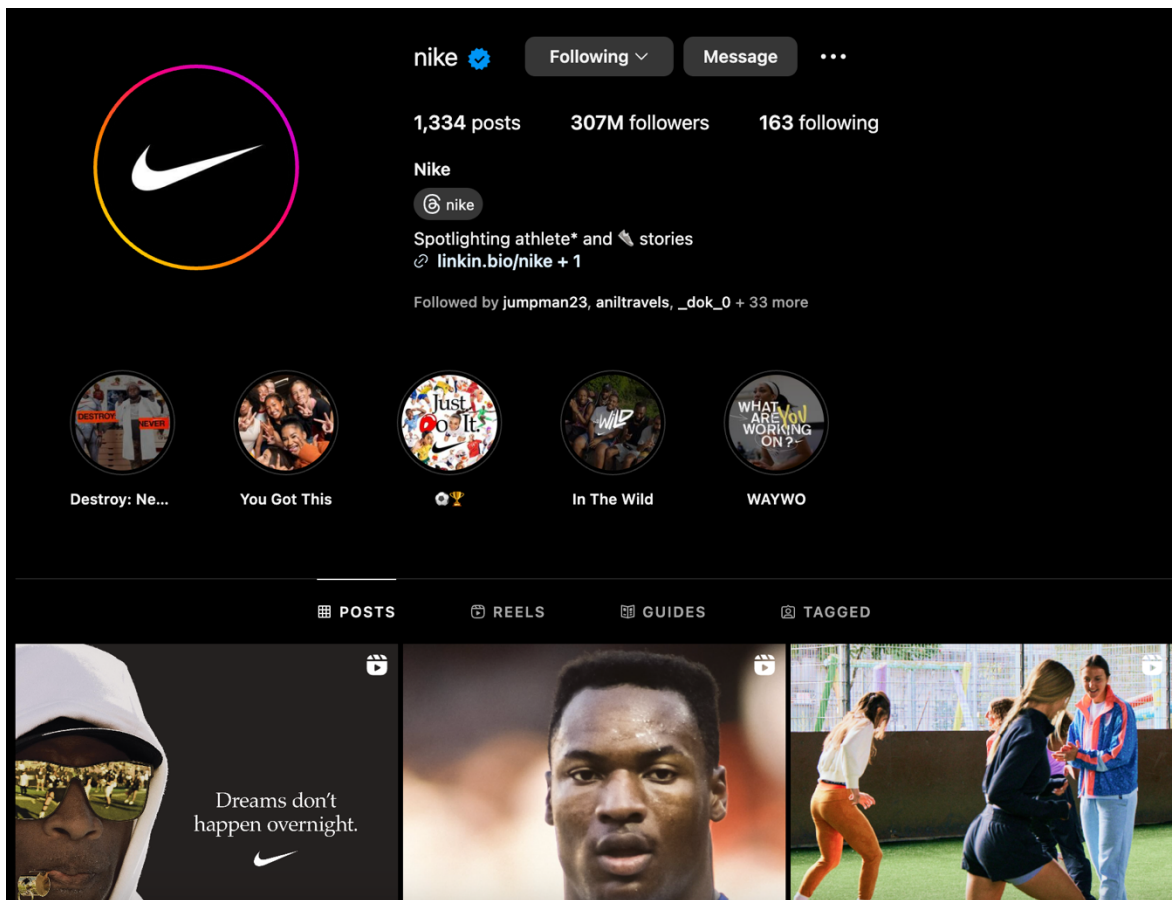 nike Following Message
1,334 posts 307M followers 163 following
Nike
nike
Spotlighting athlete* and 👟 stories
linkin.bio/nike + 1
Followed by jumpman23, aniltravels, _dok_0 + 33 more
DESTROY
NEVER
Just
Do It.
WILD
WHAT
ARE YOU
WORKING
ON?
Destroy: Ne... You Got This ⚽🏆 In The Wild WAYWO
POSTS REELS GUIDES TAGGED
Dreams don't
happen overnight.